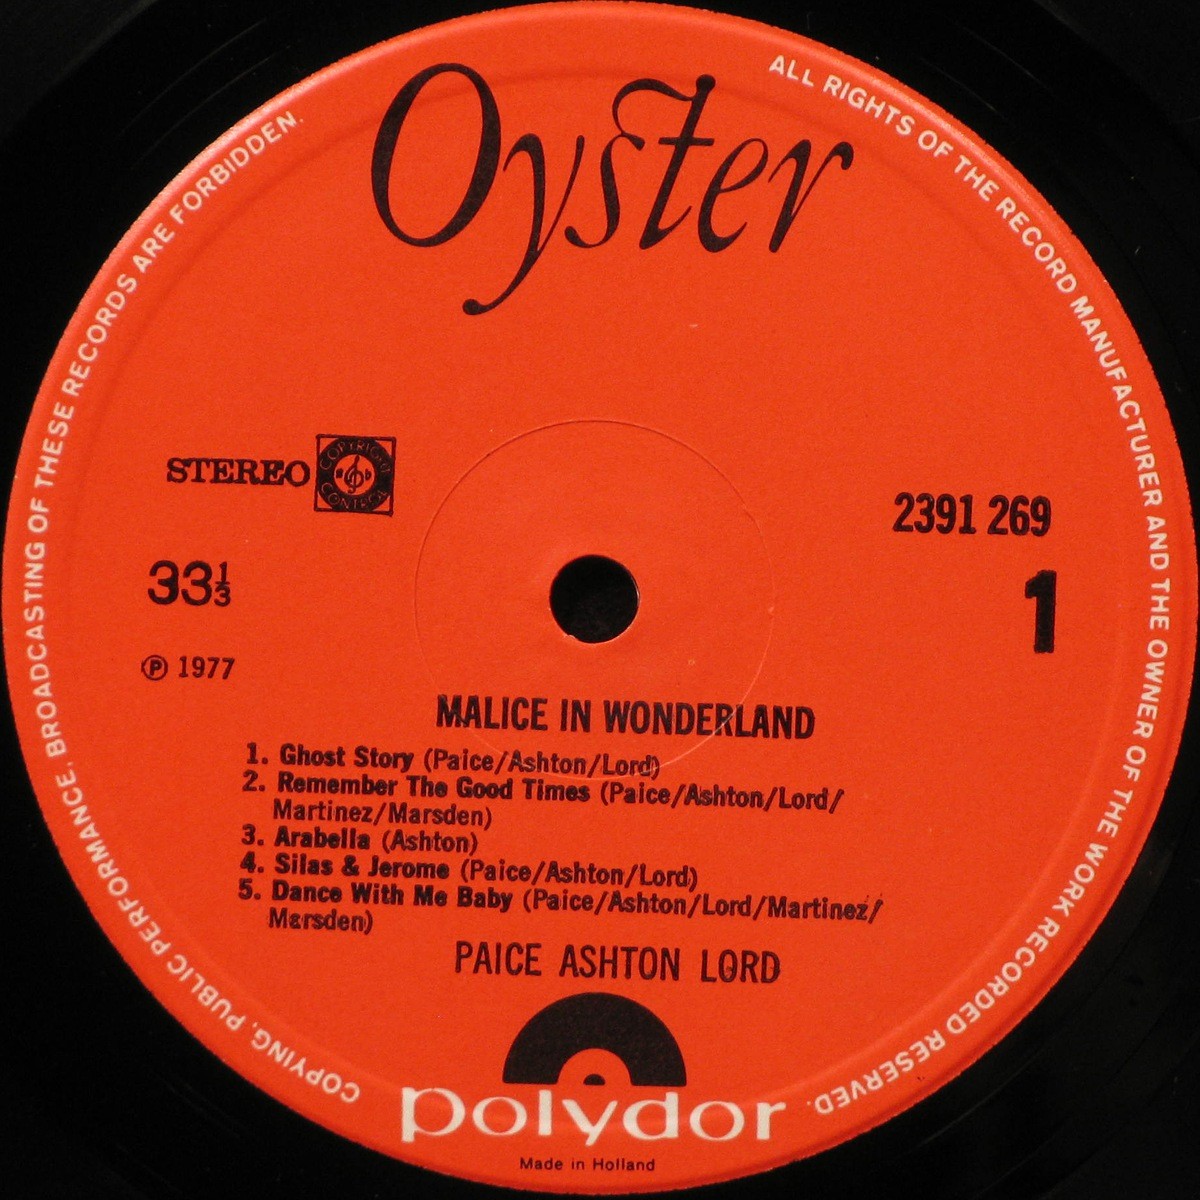 Oyster
ALL RIGHTS OF THE RECORD MANUFACTURER AND THE OWNER OF THE WORK RECORDED RESERVED.
COPYING, PUBLIC PERFORMANCE, BROADCASTING OF THESE RECORDS ARE FORBIDDEN.
STEREO
COPYRIGHT CONTROL
2391 269
33⅓
1
℗ 1977
MALICE IN WONDERLAND
1. Ghost Story (Paice/Ashton/Lord)
2. Remember The Good Times (Paice/Ashton/Lord/
Martinez/Marsden)
3. Arabella (Ashton)
4. Silas & Jerome (Paice/Ashton/Lord)
5. Dance With Me Baby (Paice/Ashton/Lord/Martinez/
Marsden)
PAICE ASHTON LORD
polydor
Made in Holland